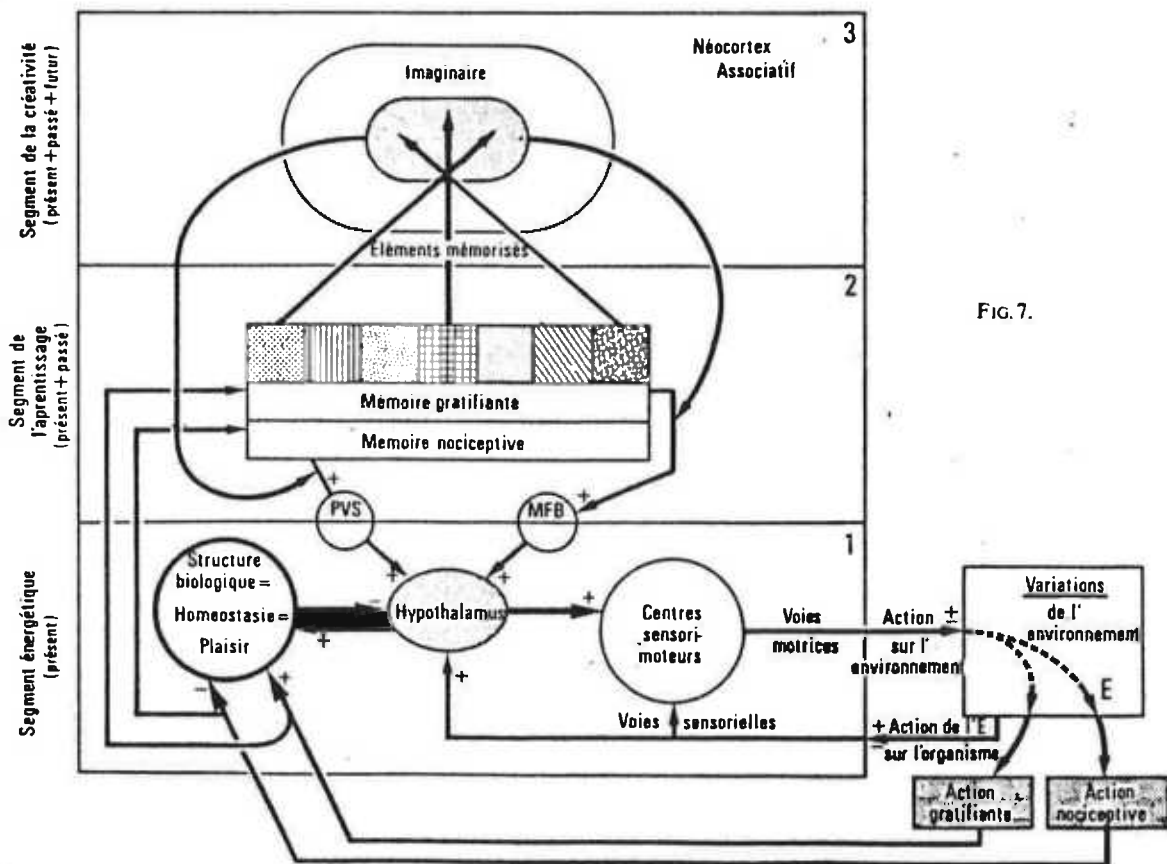 3
Néocortex
Associatif
Imaginaire
Segment de la créativité
(présent + passé + futur)
Eléments mémorisés
2
FIG. 7.
Segment de
l'aprentissage
(présent + passé)
Mémoire gratifiante
Memoire nociceptive
+
PVS
MFB
+
1
Segment énergétique
(présent)
Structure
biologique =
Homeostasie =
Plaisir
-
+
+
+
Hypothalamus
+
+
Centres
sensori-
moteurs
Voies
motrices
Action
sur l'
environnement
±
Variations
de l'
environnement
E
-
+
Voies sensorielles
± Action de l'E
sur l'organisme
Action
gratifiante
Action
nociceptive